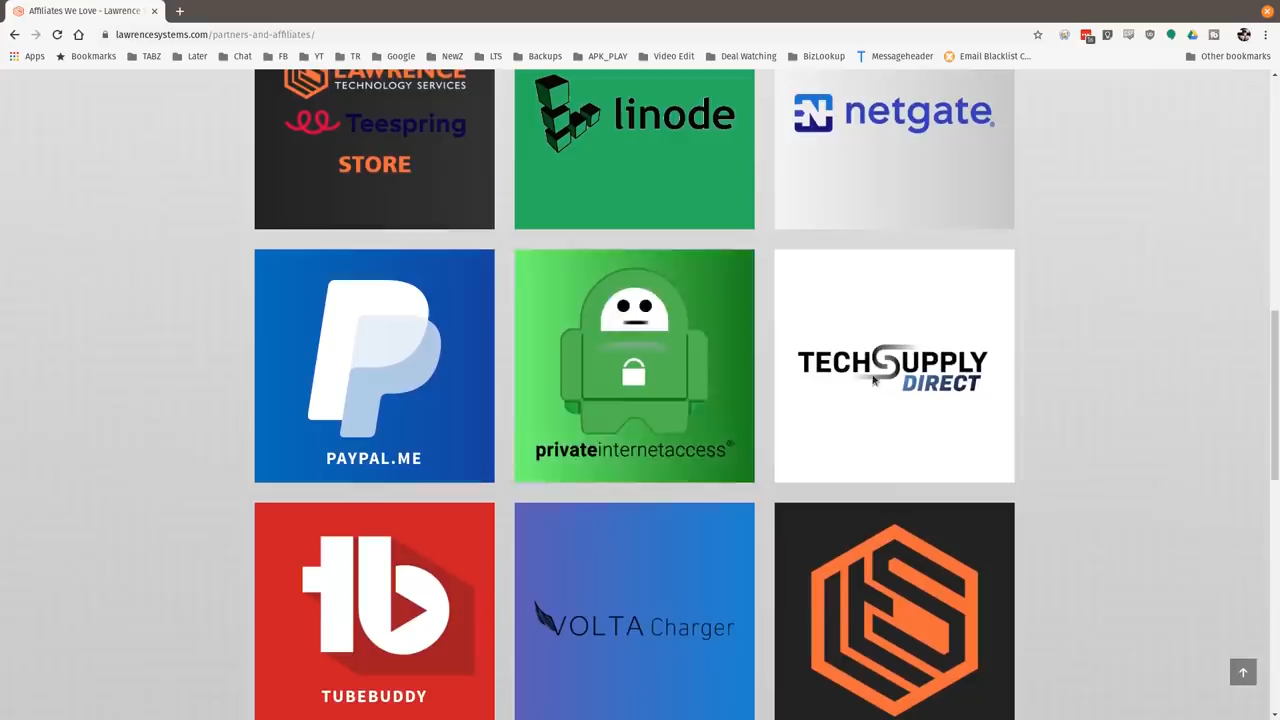 Affiliates We Love - Lawrence
lawrencesystems.com/partners-and-affiliates/
Apps Bookmarks TABZ Later Chat FB YT TR Google NewZ LTS Backups APK_PLAY Video Edit Deal Watching BizLookup Messageheader Email Blacklist C... Other bookmarks
LAWRENCE
TECHNOLOGY SERVICES
Teespring
STORE
linode
netgate®
PAYPAL.ME
privateinternetaccess®
TECHSUPPLY
DIRECT
TUBEBUDDY
VOLTA Charger